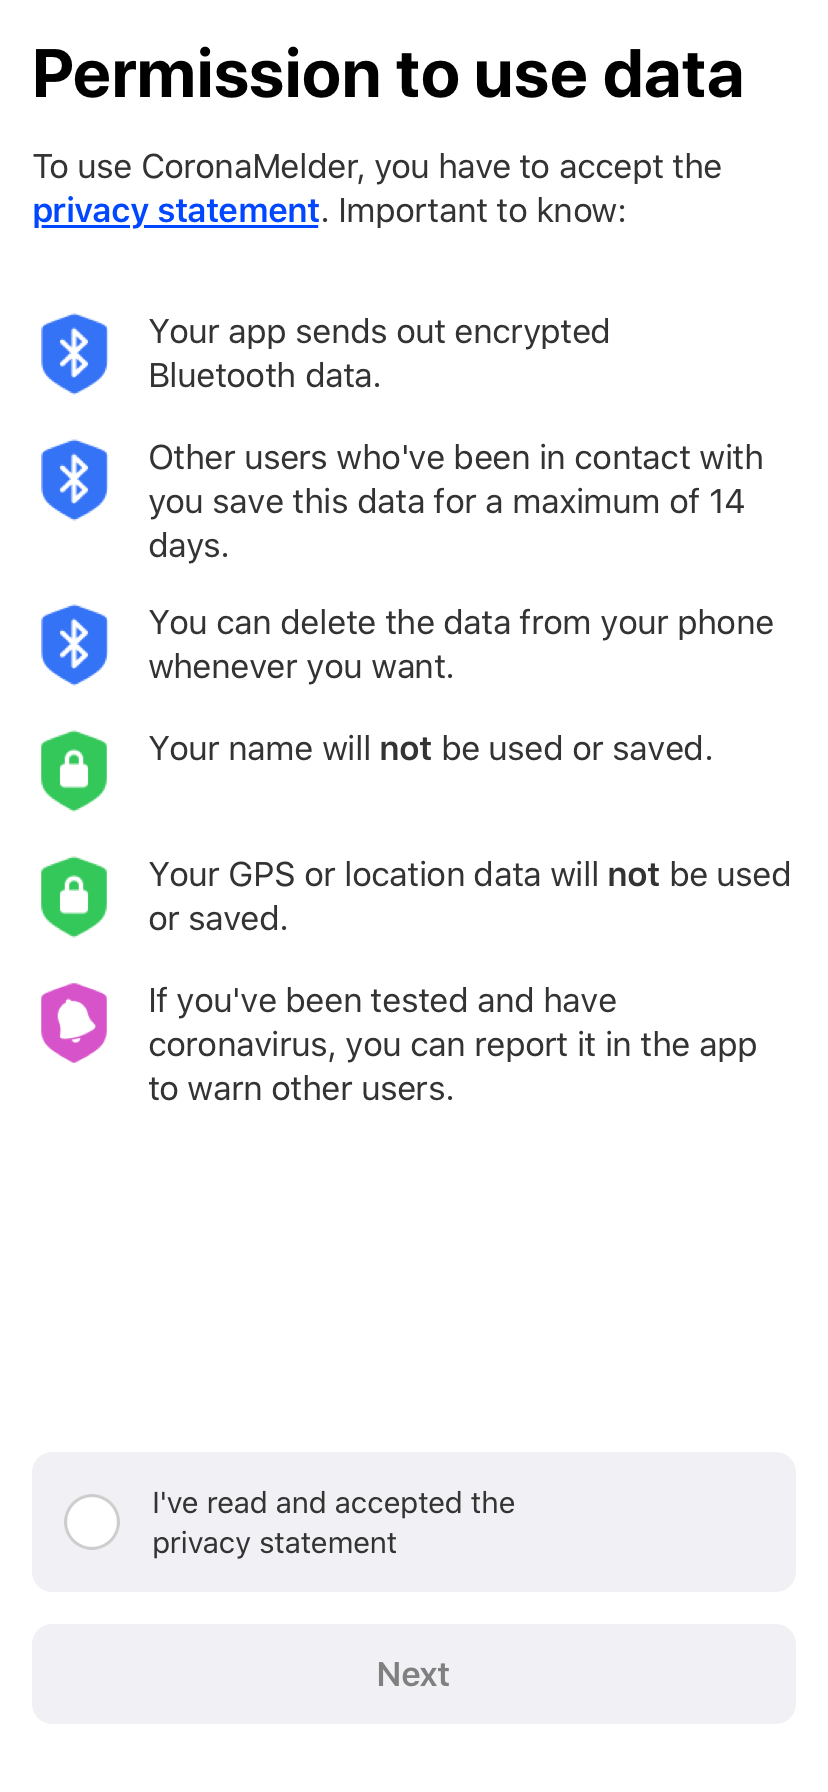 Permission to use data
To use CoronaMelder, you have to accept the
privacy statement. Important to know:
Your app sends out encrypted
Bluetooth data.
Other users who've been in contact with
you save this data for a maximum of 14
days.
You can delete the data from your phone
whenever you want.
Your name will not be used or saved.
Your GPS or location data will not be used
or saved.
If you've been tested and have
coronavirus, you can report it in the app
to warn other users.
I've read and accepted the
privacy statement
Next